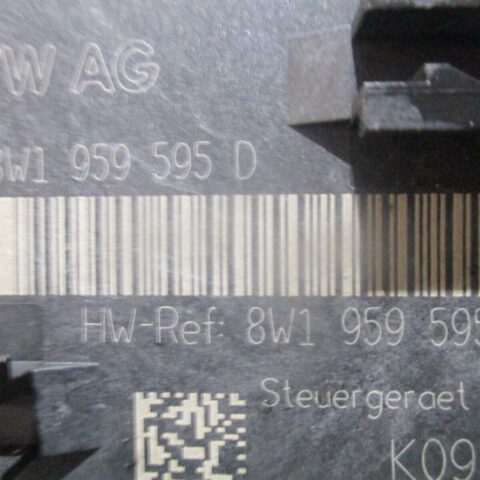 W AG
8W1 959 595 D
HW-Ref: 8W1 959 595
Steuergeraet
K09